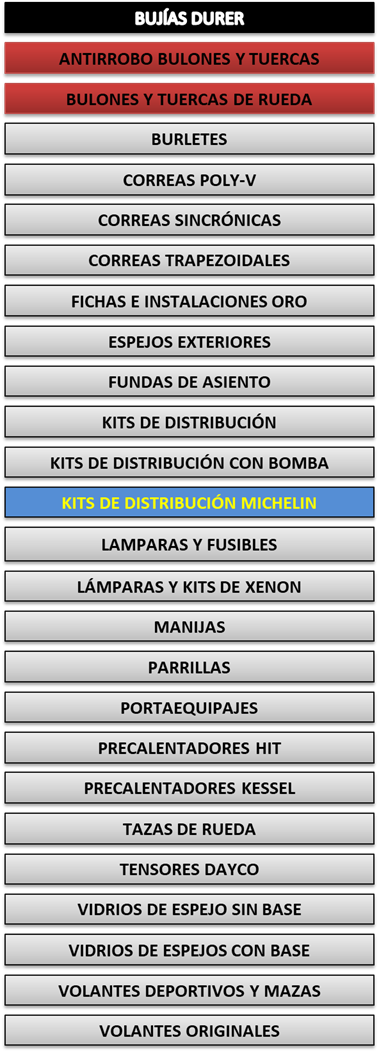 BUJÍAS DURER
ANTIRROBO BULONES Y TUERCAS
BULONES Y TUERCAS DE RUEDA
BURLETES
CORREAS POLY-V
CORREAS SINCRÓNICAS
CORREAS TRAPEZOIDALES
FICHAS E INSTALACIONES ORO
ESPEJOS EXTERIORES
FUNDAS DE ASIENTO
KITS DE DISTRIBUCIÓN
KITS DE DISTRIBUCIÓN CON BOMBA
KITS DE DISTRIBUCIÓN MICHELIN
LAMPARAS Y FUSIBLES
LÁMPARAS Y KITS DE XENON
MANIJAS
PARRILLAS
PORTAEQUIPAJES
PRECALENTADORES HIT
PRECALENTADORES KESSEL
TAZAS DE RUEDA
TENSORES DAYCO
VIDRIOS DE ESPEJO SIN BASE
VIDRIOS DE ESPEJOS CON BASE
VOLANTES DEPORTIVOS Y MAZAS
VOLANTES ORIGINALES